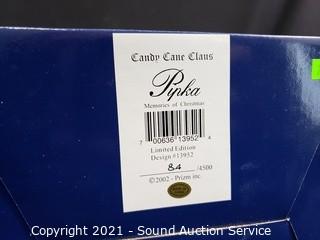 Candy Cane Claus
Pipka
Memories of Christmas
7 00636 13952 4
Limited Edition
Design #13952
84 /4500
©2002 - Prizm inc.
Copyright 2021 - Sound Auction Service